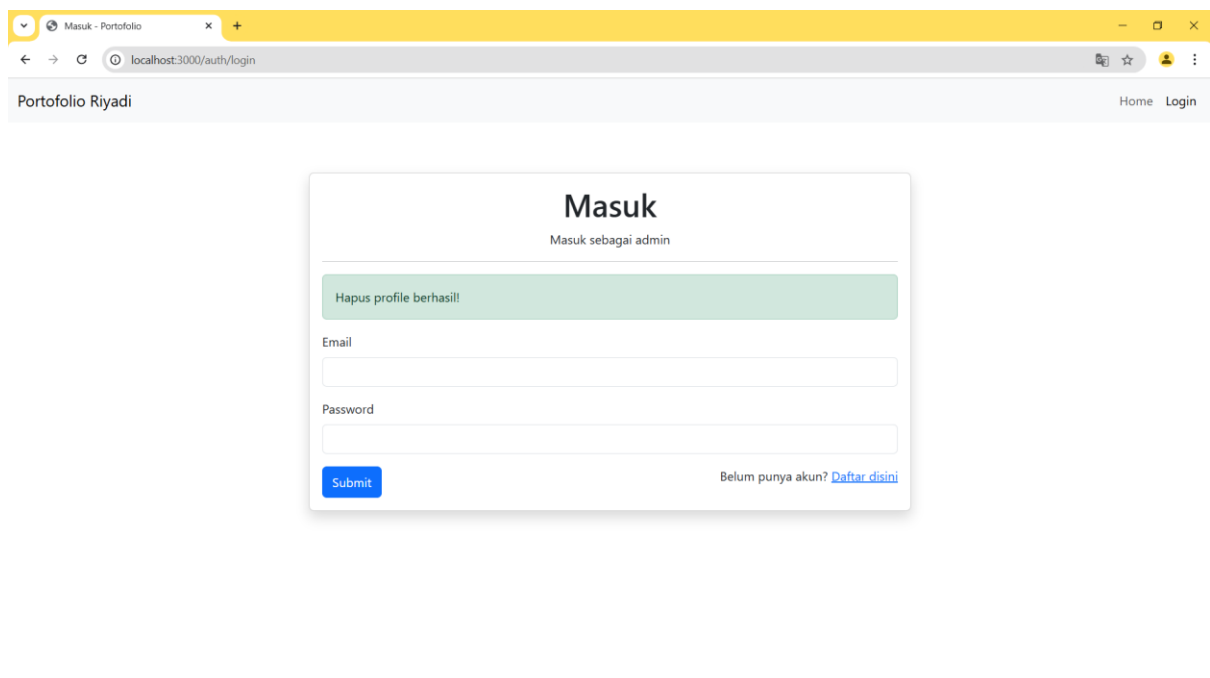 Masuk - Portofolio
localhost:3000/auth/login
Portofolio Riyadi
Home Login
Masuk
Masuk sebagai admin
Hapus profile berhasil!
Email
Password
Submit
Belum punya akun? Daftar disini